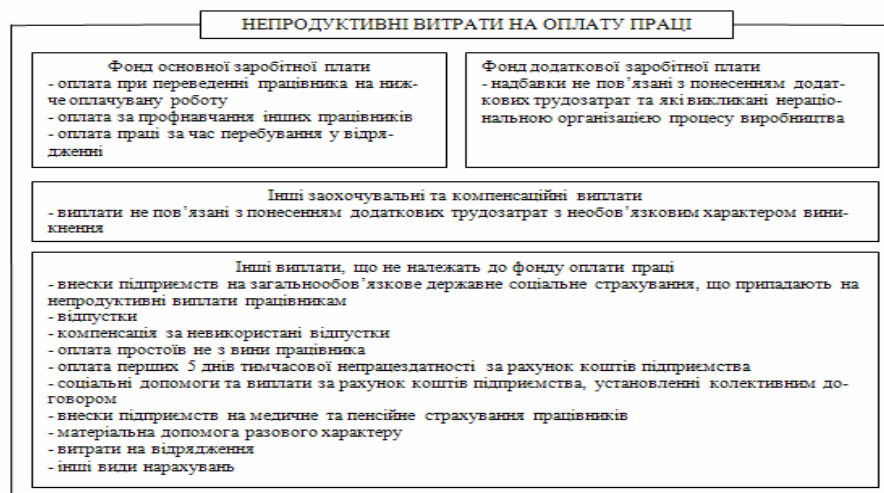 НЕПРОДУКТИВНІ ВИТРАТИ НА ОПЛАТУ ПРАЦІ
Фонд основної заробітної плати
- оплата при переведенні працівника на ниж-
че оплачувану роботу
- оплата за профнавчання інших працівників
- оплата праці за час перебування у відря-
дженні
Фонд додаткової заробітної плати
- надбавки не пов’язані з понесенням додат-
кових трудозатрат та які викликані нераціо-
нальною організацією процесу виробництва
Інші заохочувальні та компенсаційні виплати
- виплати не пов’язані з понесенням додаткових трудозатрат з необов’язковим характером виник-
нення
Інші виплати, що не належать до фонду оплати праці
- внески підприємств на загальнообов’язкове державне соціальне страхування, що припадають на
непродуктивні виплати працівникам
- відпустки
- компенсація за невикористані відпустки
- оплата простоїв не з вини працівника
- оплата перших 5 днів тимчасової непрацездатності за рахунок коштів підприємства
- соціальні допомоги та виплати за рахунок коштів підприємства, установленні колективним до-
говором
- внески підприємств на медичне та пенсійне страхування працівників
- матеріальна допомога разового характеру
- витрати на відрядження
- інші види нарахувань